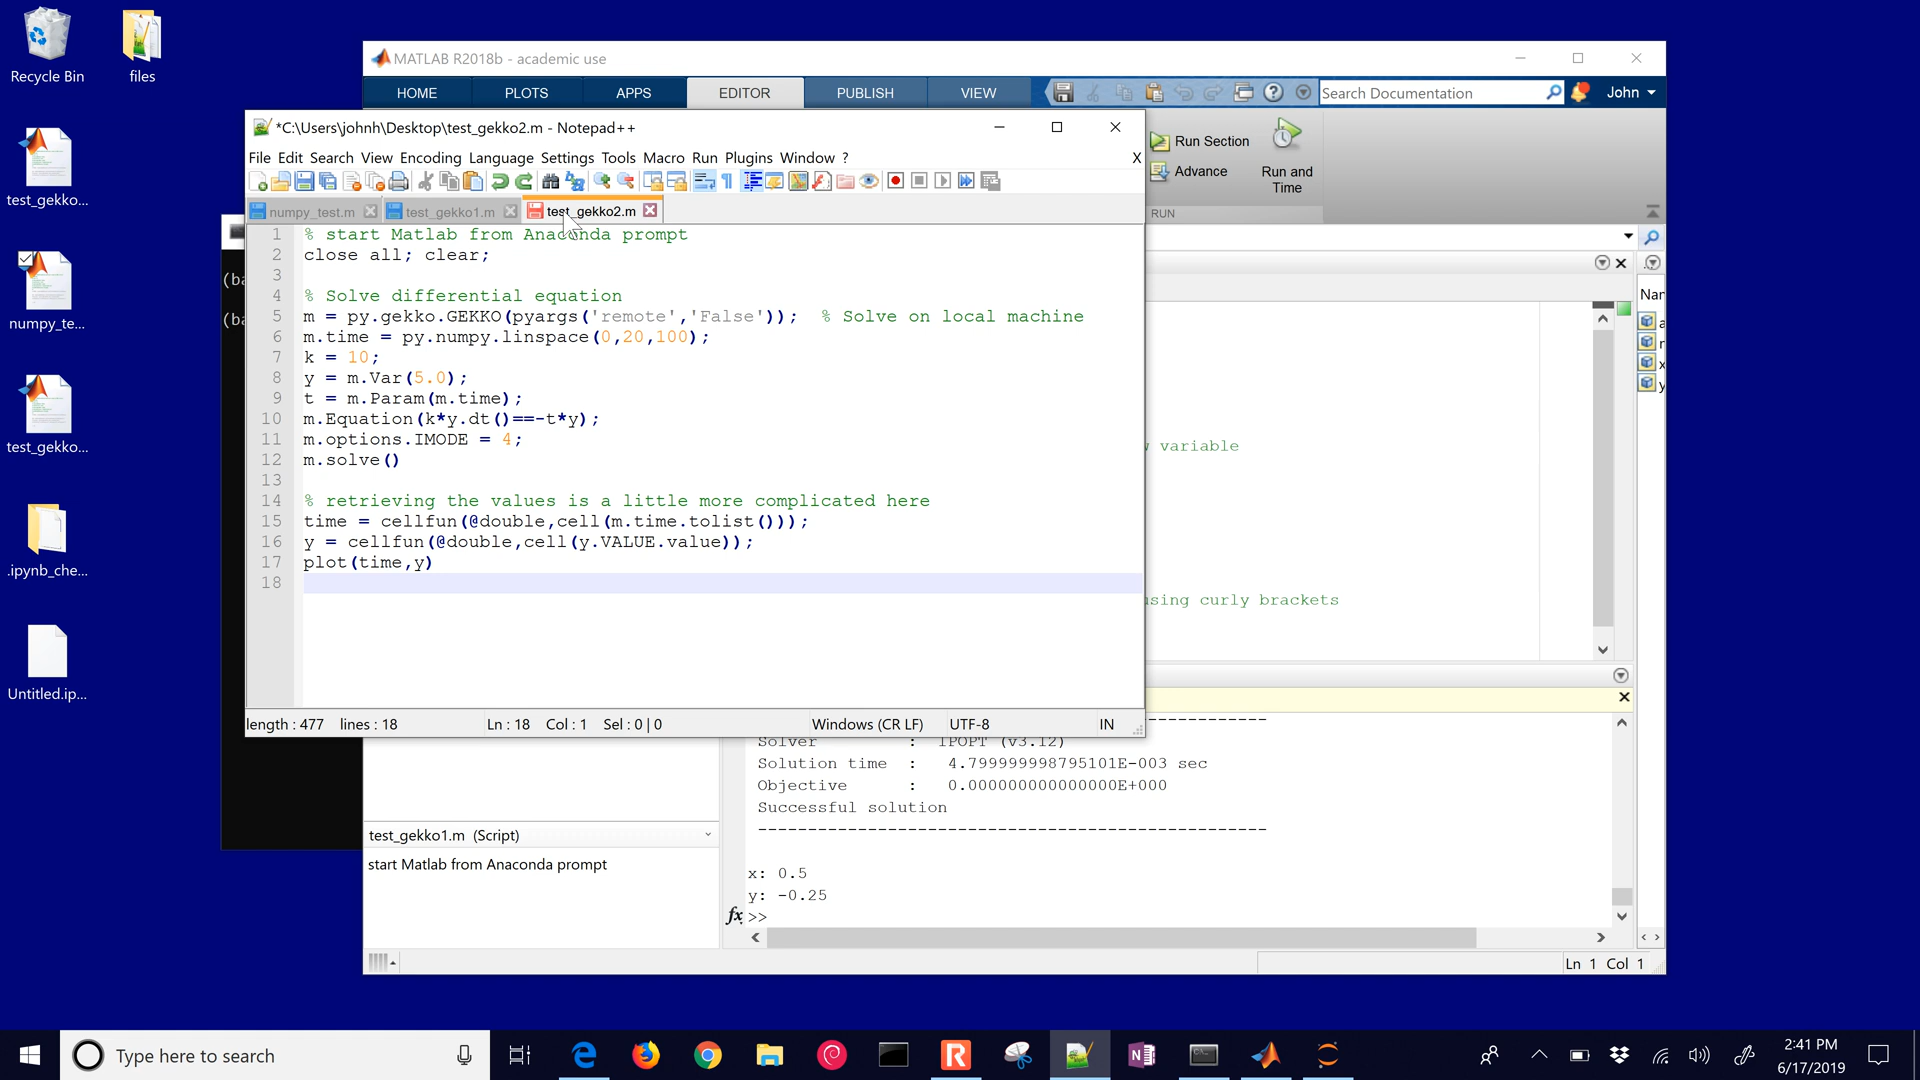 Recycle Bin
files
test_gekko...
numpy_te...
test_gekko...
.ipynb_che...
Untitled.ip...
MATLAB R2018b - academic use
HOME
PLOTS
APPS
EDITOR
PUBLISH
VIEW
Search Documentation
John
Run Section
Advance
Run and
Time
RUN
*C:\Users\johnh\Desktop\test_gekko2.m - Notepad++
File Edit Search View Encoding Language Settings Tools Macro Run Plugins Window ?
X
numpy_test.m
test_gekko1.m
test_gekko2.m
1 % start Matlab from Anaconda prompt
2 close all; clear;
3
4 % Solve differential equation
5 m = py.gekko.GEKKO(pyargs('remote','False')); % Solve on local machine
6 m.time = py.numpy.linspace(0,20,100);
7 k = 10;
8 y = m.Var(5.0);
9 t = m.Param(m.time);
10 m.Equation(k*y.dt()==-t*y);
11 m.options.IMODE = 4;
12 m.solve()
13
14 % retrieving the values is a little more complicated here
15 time = cellfun(@double,cell(m.time.tolist()));
16 y = cellfun(@double,cell(y.VALUE.value));
17 plot(time,y)
18
length : 477 lines : 18
Ln : 18 Col : 1 Sel : 0 | 0
Windows (CR LF)
UTF-8
IN
(ba
(ba
Nar
variable
using curly brackets
Solver : IPOPT (v3.12)
Solution time : 4.799999998795101E-003 sec
Objective : 0.000000000000000E+000
Successful solution
---------------------------------------------------
x: 0.5
y: -0.25
fx >>
test_gekko1.m (Script)
start Matlab from Anaconda prompt
Ln 1 Col 1
Type here to search
2:41 PM
6/17/2019